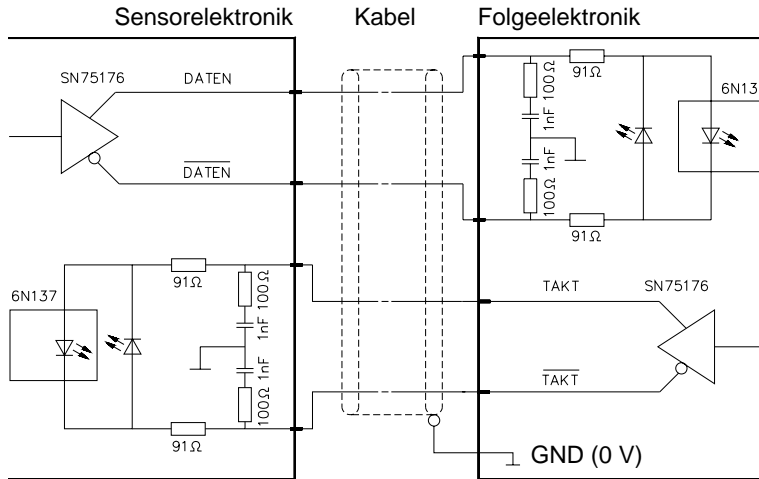 Sensorelektronik
Kabel
Folgeelektronik
SN75176
DATEN
DATEN
91Ω
100Ω
1nF
1nF
100Ω
91Ω
6N13
6N137
91Ω
100Ω
1nF
1nF
100Ω
91Ω
TAKT
SN75176
TAKT
GND (0 V)